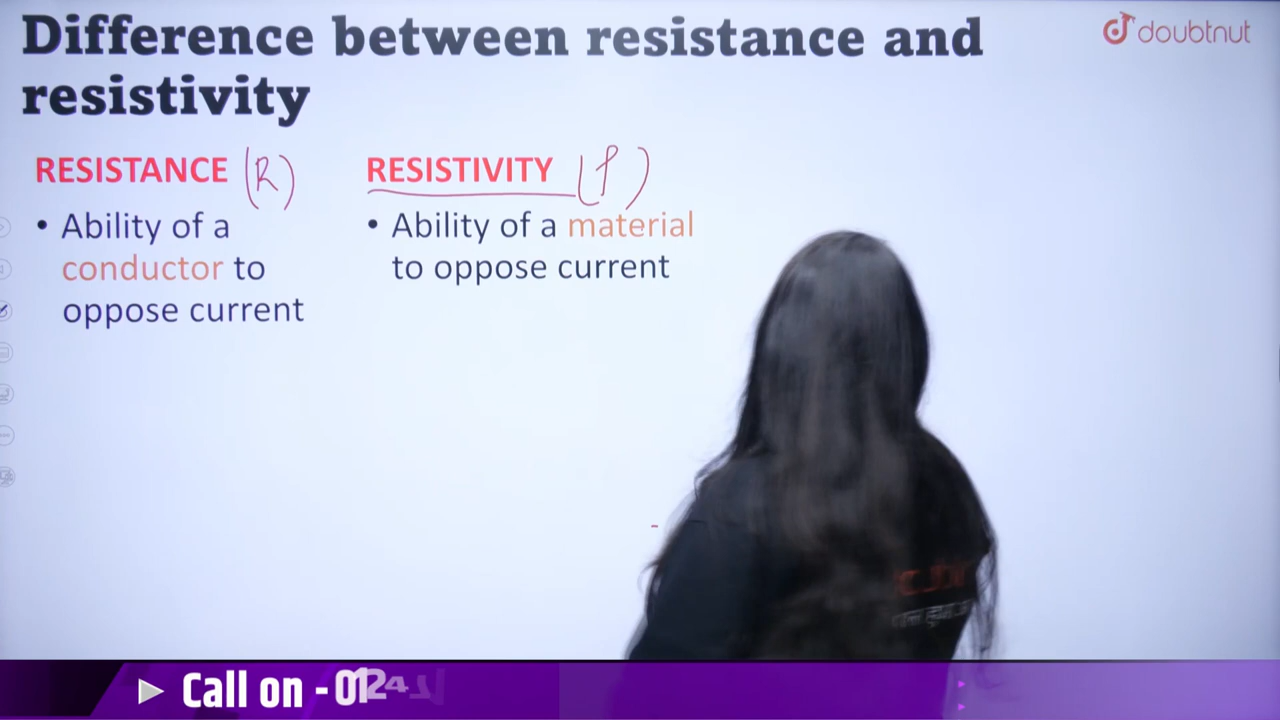 Difference between resistance and
resistivity
doubtnut
RESISTANCE (R)
• Ability of a
conductor to
oppose current
RESISTIVITY (ρ)
• Ability of a material
to oppose current
Call on - 0124